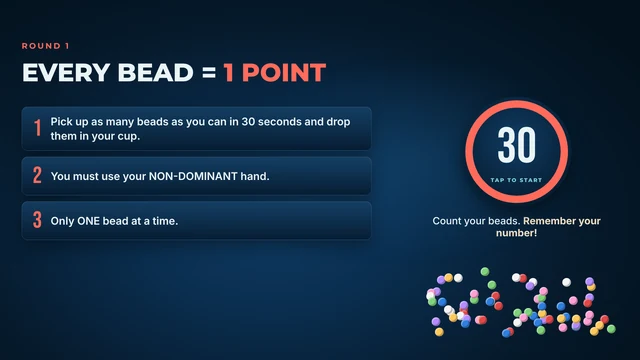 ROUND 1
EVERY BEAD = 1 POINT
1 Pick up as many beads as you can in 30 seconds and drop
them in your cup.
2 You must use your NON-DOMINANT hand.
3 Only ONE bead at a time.
30
TAP TO START
Count your beads. Remember your
number!